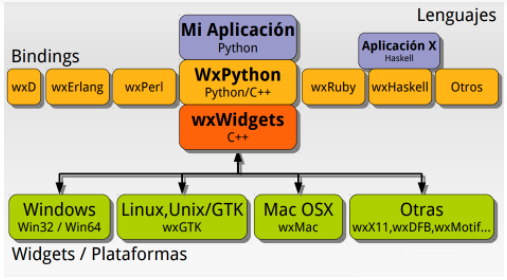 Lenguajes
Mi Aplicación
Python
Aplicación X
Haskell
Bindings
wxD
wxErlang
wxPerl
WxPython
Python/C++
wxRuby
wxHaskell
Otros
wxWidgets
C++
Windows
Win32 / Win64
Linux,Unix/GTK
wxGTK
Mac OSX
wxMac
Otras
wxX11,wxDFB,wxMotif...
Widgets / Plataformas